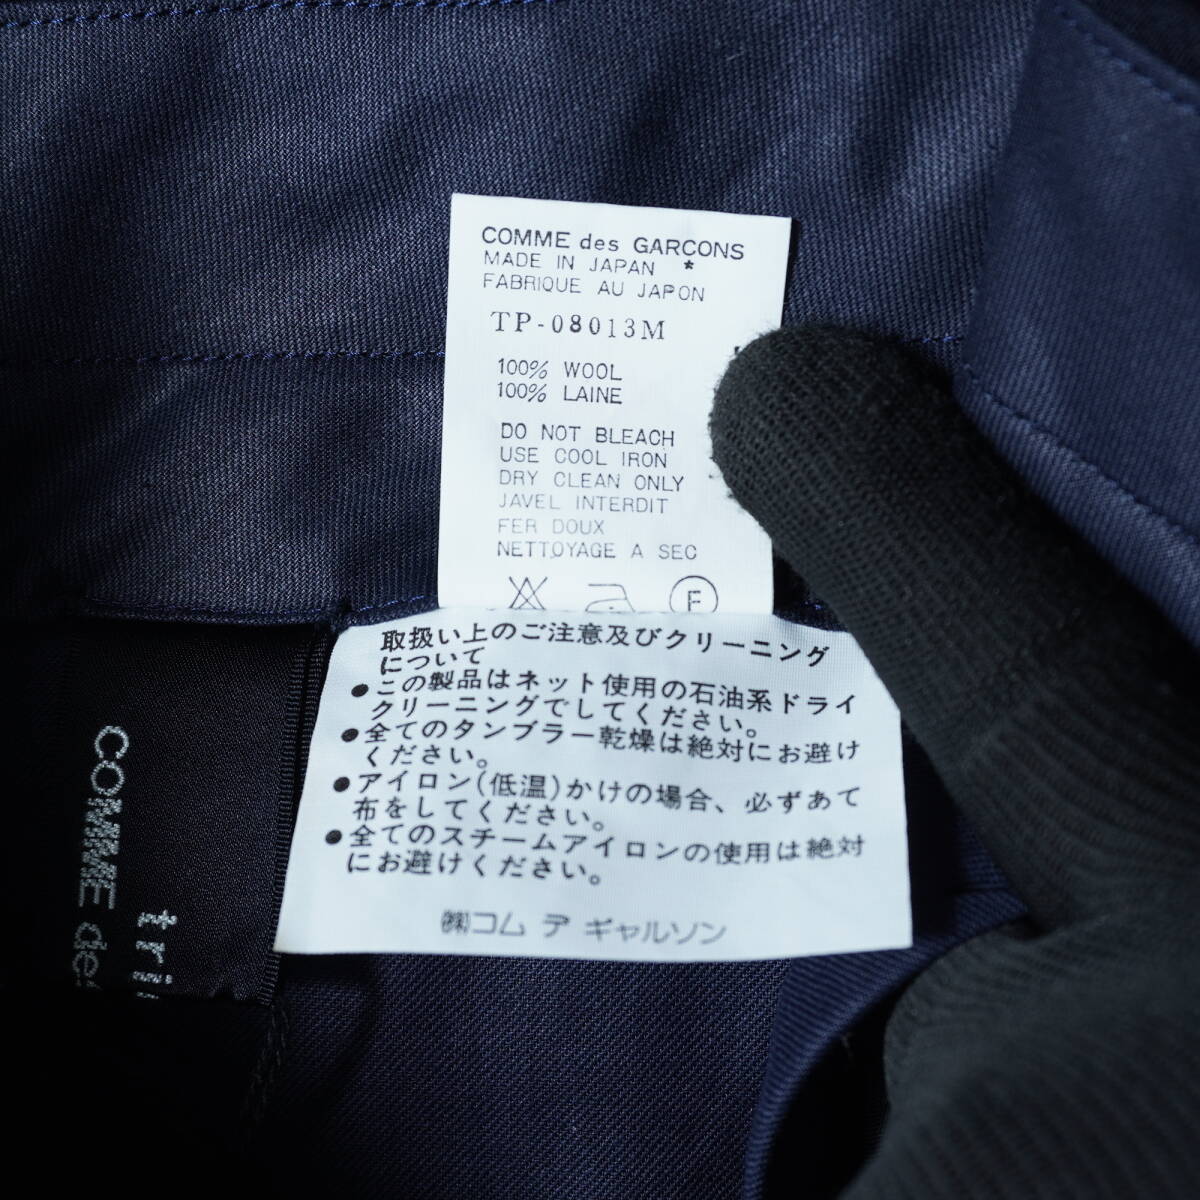 COMME des GARCONS
MADE IN JAPAN *
FABRIQUE AU JAPON
TP-08013M
100% WOOL
100% LAINE
DO NOT BLEACH
USE COOL IRON
DRY CLEAN ONLY
JAVEL INTERDIT
FER DOUX
NETTOYAGE A SEC
F
取扱い上のご注意及びクリーニング
について
●この製品はネット使用の石油系ドライ
クリーニングでしてください。
●全てのタンブラー乾燥は絶対にお避け
ください。
●アイロン(低温)かけの場合、必ずあて
布をしてください。
●全てのスチームアイロンの使用は絶対
にお避けください。
㈱コム デ ギャルソン
tri
COMME de